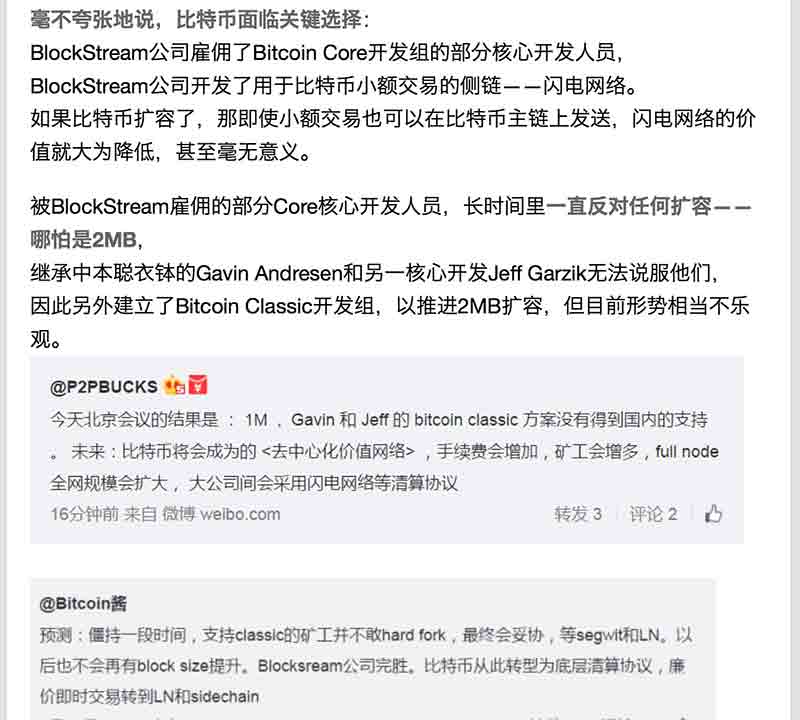 毫不夸张地说，比特币面临关键选择：
BlockStream公司雇佣了Bitcoin Core开发组的部分核心开发人员，
BlockStream公司开发了用于比特币小额交易的侧链——闪电网络。
如果比特币扩容了，那即使小额交易也可以在比特币主链上发送，闪电网络的价
值就大为降低，甚至毫无意义。
被BlockStream雇佣的部分Core核心开发人员，长时间里一直反对任何扩容——
哪怕是2MB，
继承中本聪衣钵的Gavin Andresen和另一核心开发Jeff Garzik无法说服他们，
因此另外建立了Bitcoin Classic开发组，以推进2MB扩容，但目前形势相当不乐
观。
@P2PBUCKS
今天北京会议的结果是 ： 1M ，Gavin 和 Jeff 的 bitcoin classic 方案没有得到国内的支持
。 未来：比特币将会成为的 <去中心化价值网络> ，手续费会增加，矿工会增多，full node
全网规模会扩大， 大公司间会采用闪电网络等清算协议
16分钟前 来自 微博 weibo.com 转发 3 评论 2
@Bitcoin酱
预测：僵持一段时间，支持classic的矿工并不敢hard fork，最终会妥协，等segwit和LN。以
后也不会再有block size提升。Blocksream公司完胜。比特币从此转型为底层清算协议，廉
价即时交易转到LN和sidechain